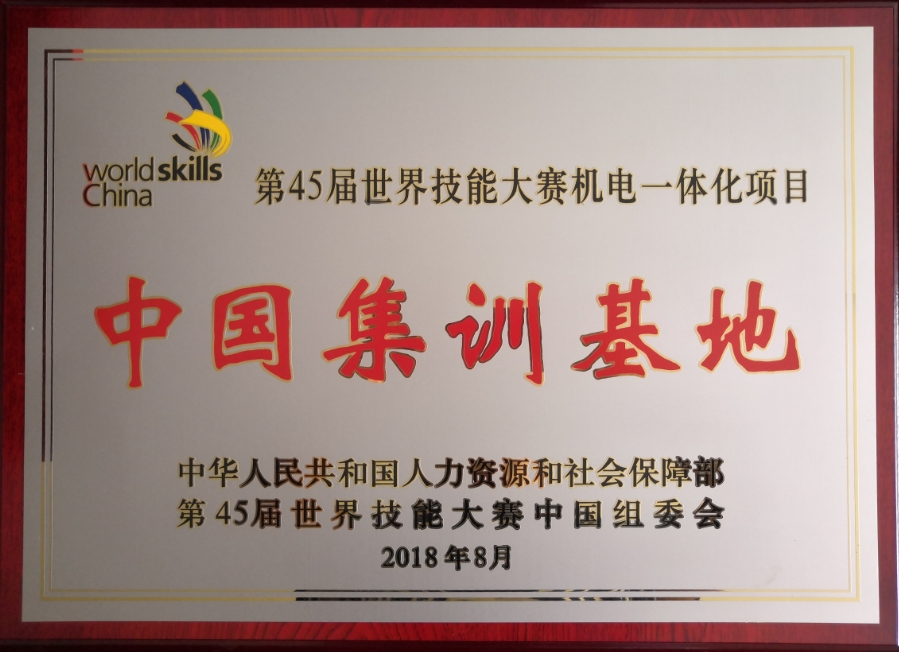 world skills
China
第45届世界技能大赛机电一体化项目
中国集训基地
中华人民共和国人力资源和社会保障部
第45届世界技能大赛中国组委会
2018年8月